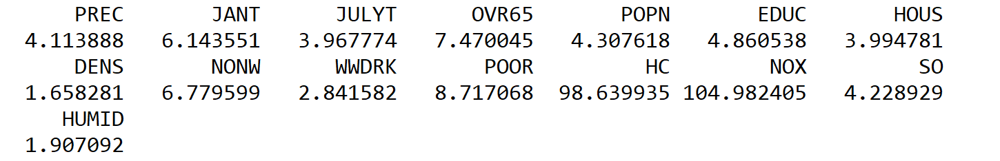 PREC JANT JULYT OVR65 POPN EDUC HOUS
4.113888 6.143551 3.967774 7.470045 4.307618 4.860538 3.994781
DENS NONW WWDRK POOR HC NOX SO
1.658281 6.779599 2.841582 8.717068 98.639935 104.982405 4.228929
HUMID
1.907092